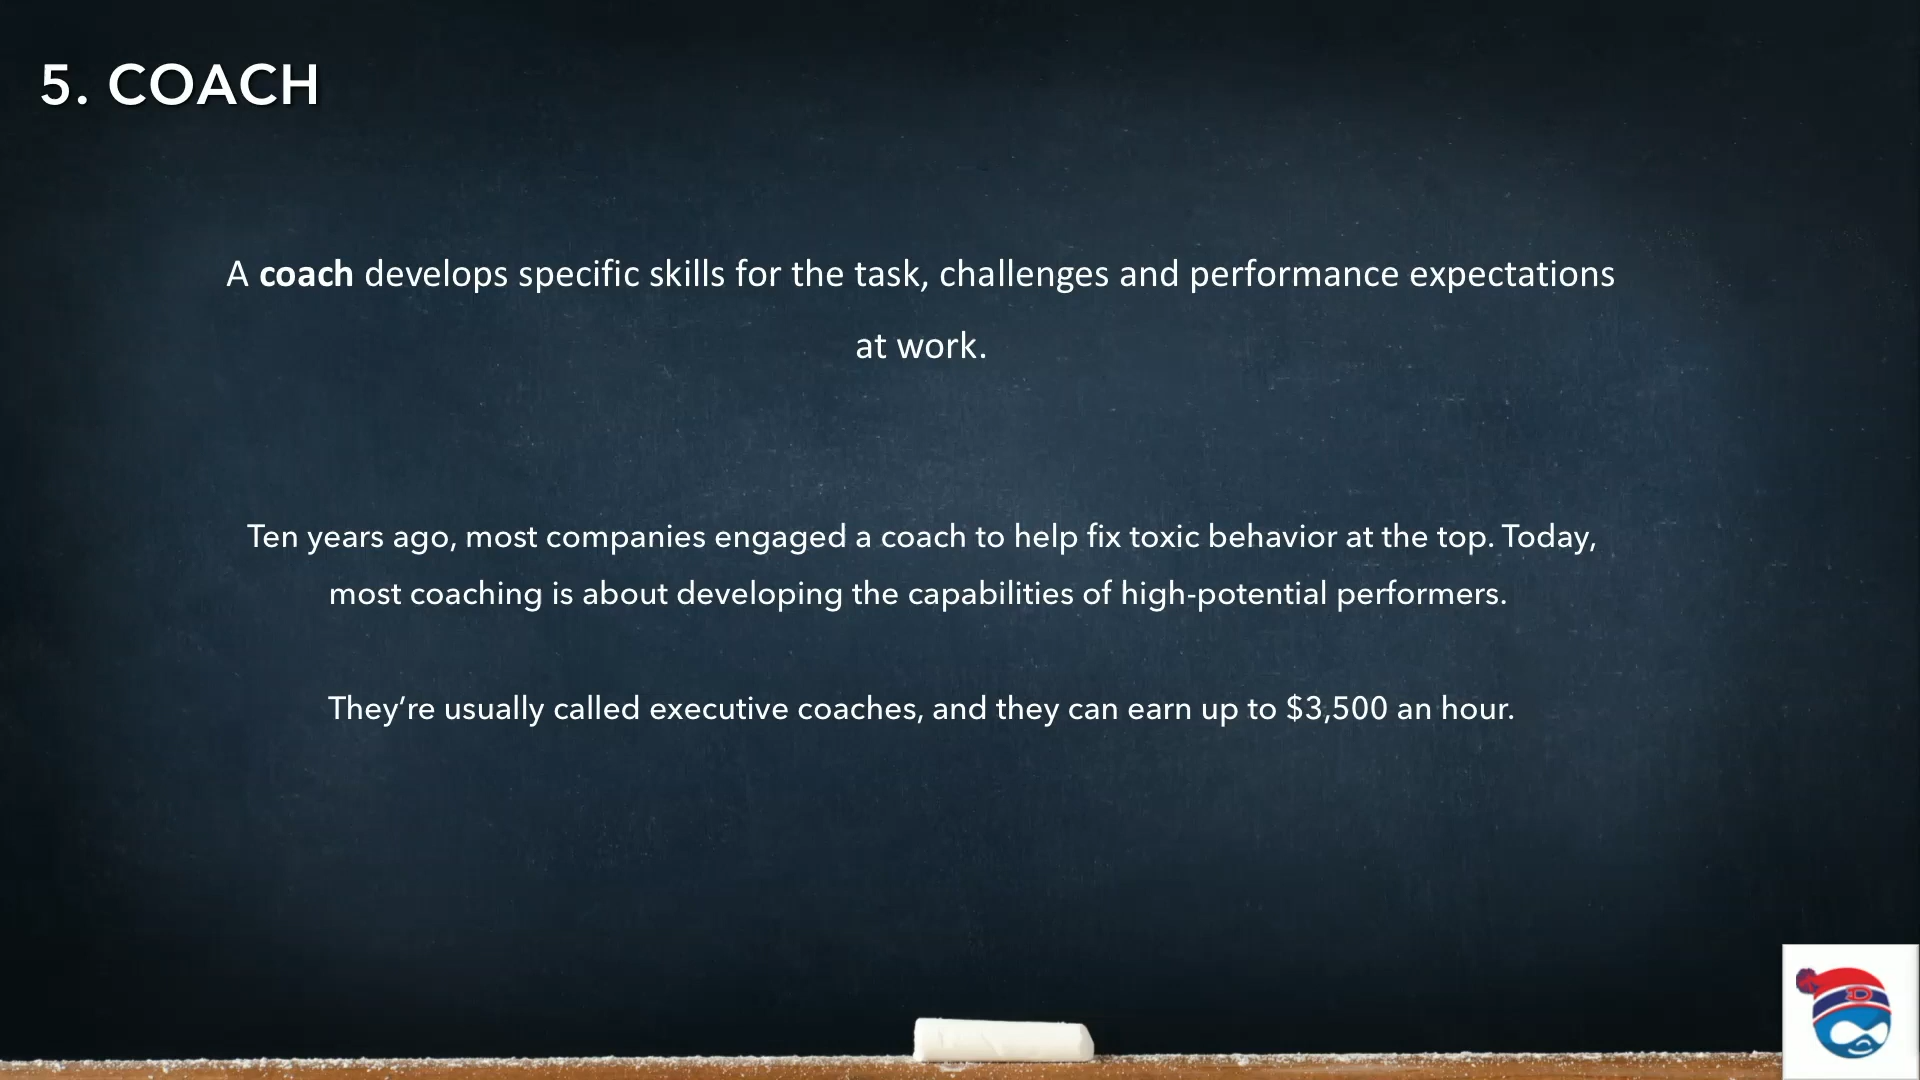 5. COACH
A coach develops specific skills for the task, challenges and performance expectations
at work.
Ten years ago, most companies engaged a coach to help fix toxic behavior at the top. Today,
most coaching is about developing the capabilities of high-potential performers.
They’re usually called executive coaches, and they can earn up to $3,500 an hour.